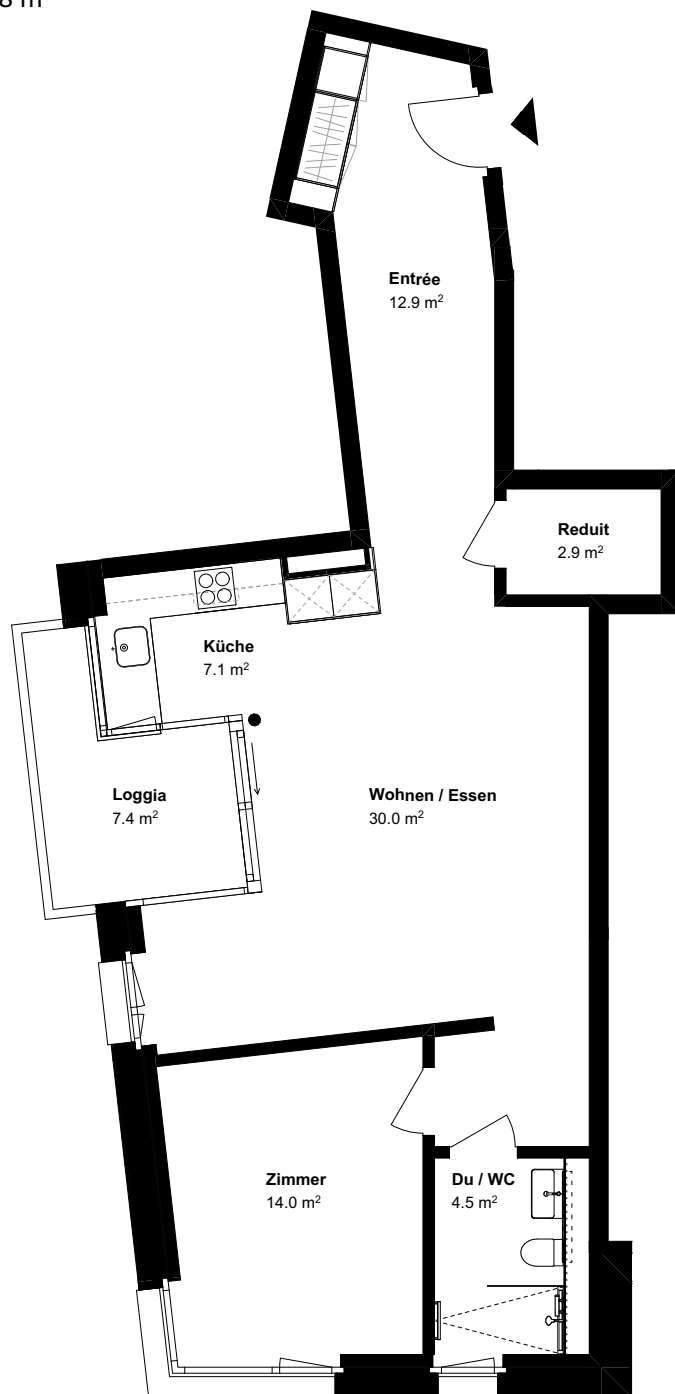 8 m
Entrée
12.9 m²
Reduit
2.9 m²
Küche
7.1 m²
Loggia
7.4 m²
Wohnen / Essen
30.0 m²
Zimmer
14.0 m²
Du / WC
4.5 m²